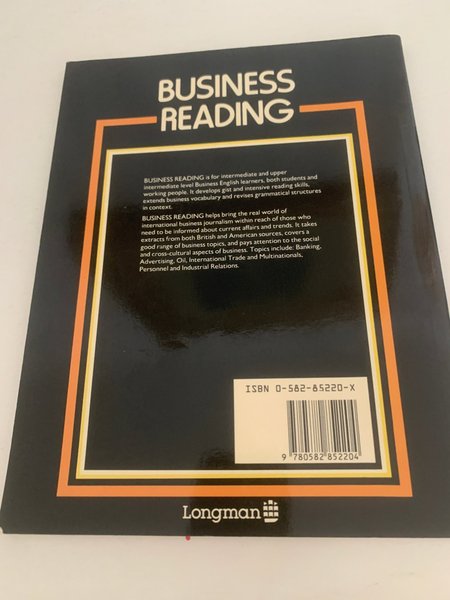 BUSINESS
READING
BUSINESS READING is for intermediate and upper
intermediate level Business English learners, both students and
working people. It develops gist and intensive reading skills,
extends business vocabulary and revises grammatical structures
in context.
BUSINESS READING helps bring the real world of
international business journalism within reach of those who
need to be informed about current affairs and trends. It takes
extracts from both British and American sources, covers a
good range of business topics, and pays attention to the social
and cross-cultural aspects of business. Topics include: Banking,
Advertising, Oil, International Trade and Multinationals,
Personnel and Industrial Relations.
ISBN 0-582-85220-X
9 780582 852204
Longman